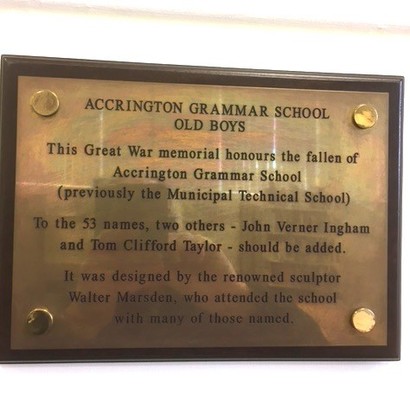 ACCRINGTON GRAMMAR SCHOOL
OLD BOYS
This Great War memorial honours the fallen of
Accrington Grammar School
(previously the Municipal Technical School)
To the 53 names, two others - John Verner Ingham
and Tom Clifford Taylor - should be added.
It was designed by the renowned sculptor
Walter Marsden, who attended the school
with many of those named.